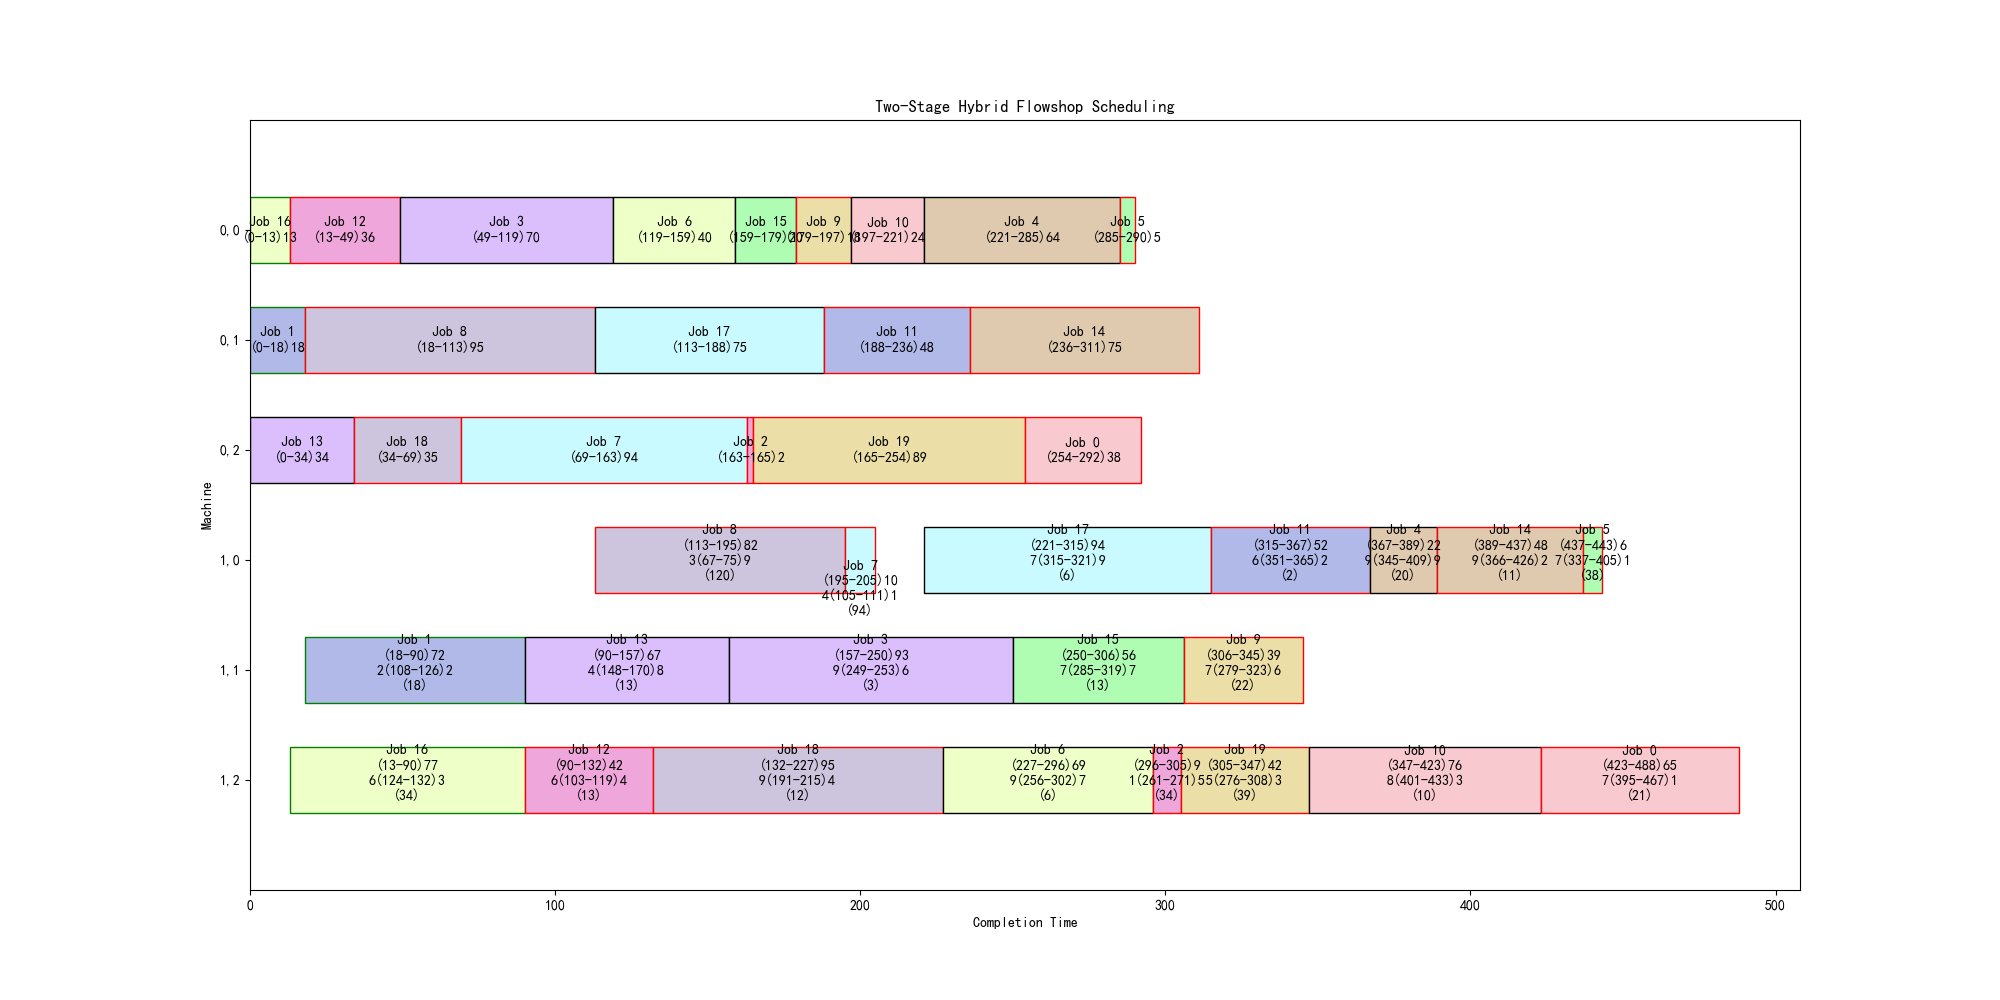 Two-Stage Hybrid Flowshop Scheduling
Machine
0,0
Job 16
(0-13)13
Job 12
(13-49)36
Job 3
(49-119)70
Job 6
(119-159)40
Job 15
(159-179)20
Job 9
(179-197)18
Job 10
(197-221)24
Job 4
(221-285)64
Job 5
(285-290)5
0,1
Job 1
(0-18)18
Job 8
(18-113)95
Job 17
(113-188)75
Job 11
(188-236)48
Job 14
(236-311)75
0,2
Job 13
(0-34)34
Job 18
(34-69)35
Job 7
(69-163)94
Job 2
(163-165)2
Job 19
(165-254)89
Job 0
(254-292)38
1,0
Job 8
(113-195)82
3(67-75)9
(120)
Job 7
(195-205)10
4(105-111)1
(94)
Job 17
(221-315)94
7(315-321)9
(6)
Job 11
(315-367)52
6(351-365)2
(2)
Job 4
(367-389)22
9(345-409)9
(20)
Job 14
(389-437)48
9(366-426)2
(11)
Job 5
(437-443)6
7(337-405)1
(38)
1,1
Job 1
(18-90)72
2(108-126)2
(18)
Job 13
(90-157)67
4(148-170)8
(13)
Job 3
(157-250)93
9(249-253)6
(3)
Job 15
(250-306)56
7(285-319)7
(13)
Job 9
(306-345)39
7(279-323)6
(22)
1,2
Job 16
(13-90)77
6(124-132)3
(34)
Job 12
(90-132)42
6(103-119)4
(13)
Job 18
(132-227)95
9(191-215)4
(12)
Job 6
(227-296)69
9(256-302)7
(6)
Job 2
(296-305)9
1(261-271)5
(34)
Job 19
(305-347)42
5(276-308)3
(39)
Job 10
(347-423)76
8(401-433)3
(10)
Job 0
(423-488)65
7(395-467)1
(21)
0
100
200
300
400
500
Completion Time